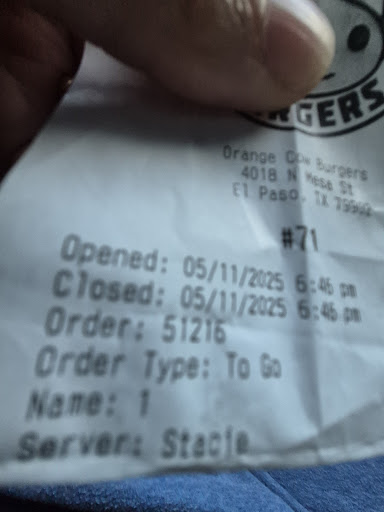 RGERS
Orange Cow Burgers
4018 N Mesa St
El Paso, TX 79902
#71
Opened: 05/11/2025 6:46 pm
Closed: 05/11/2025 6:46 pm
Order: 51216
Order Type: To Go
Name: 1
Server: Stacie